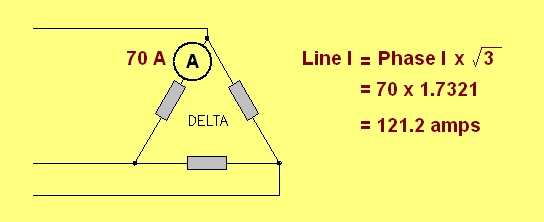 70 A
A
DELTA
Line I = Phase I x √3
= 70 x 1.7321
= 121.2 amps